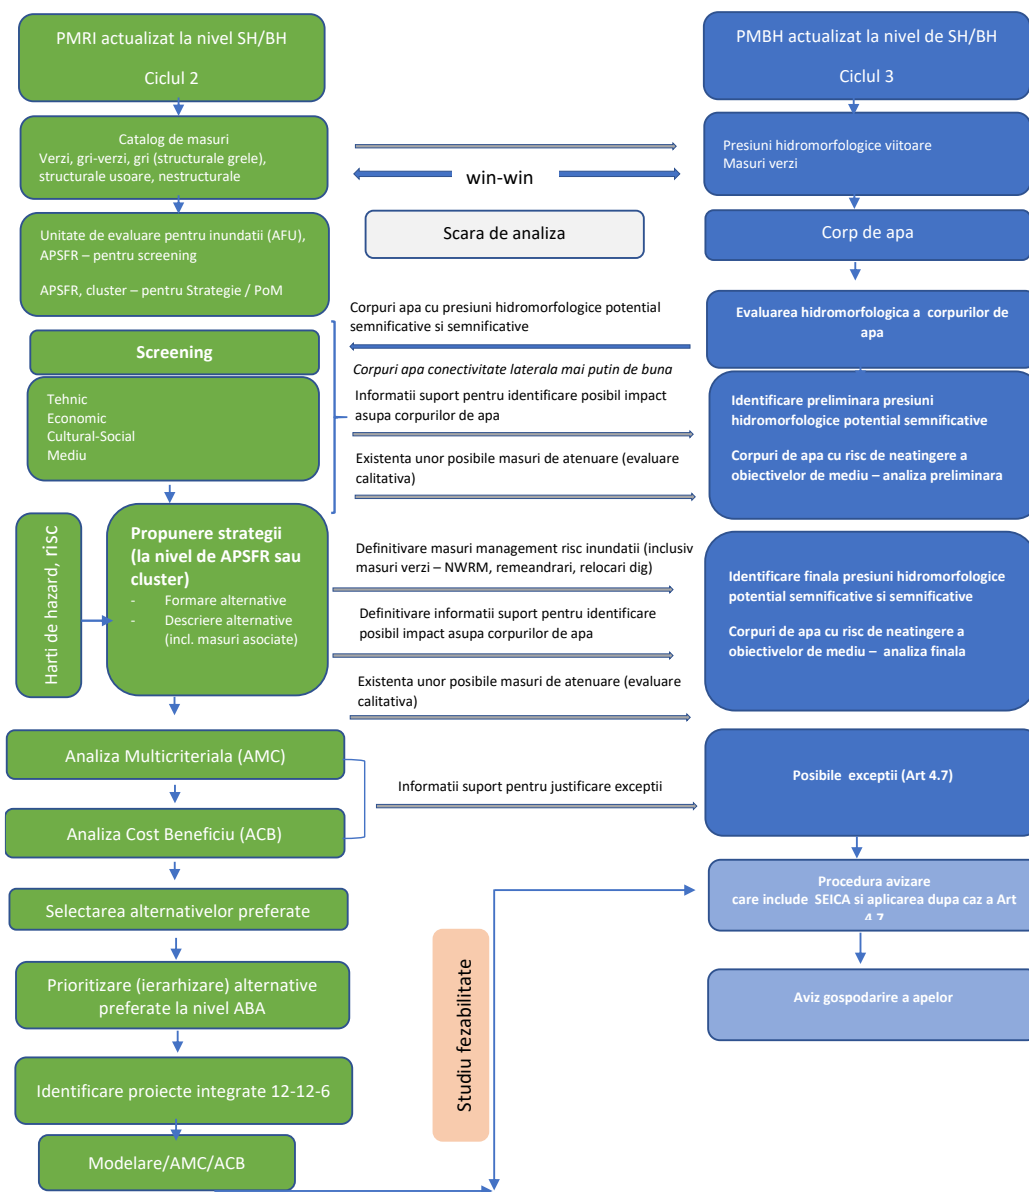 PMRI actualizat la nivel SH/BH
Ciclul 2
Catalog de masuri
Verzi, gri-verzi, gri (structurale grele),
structurale usoare, nestructurale
Unitate de evaluare pentru inundatii (AFU),
APSFR – pentru screening
APSFR, cluster – pentru Strategie / PoM
Screening
Tehnic
Economic
Cultural-Social
Mediu
Harti de hazard, risc
Propunere strategii
(la nivel de APSFR sau
cluster)
- Formare alternative
- Descriere alternative
(incl. masuri asociate)
Analiza Multicriteriala (AMC)
Analiza Cost Beneficiu (ACB)
Selectarea alternativelor preferate
Prioritizare (ierarhizare) alternative
preferate la nivel ABA
Identificare proiecte integrate 12-12-6
Modelare/AMC/ACB
win-win
Scara de analiza
Corpuri apa cu presiuni hidromorfologice potential
semnificative si semnificative
Corpuri apa conectivitate laterala mai putin de buna
Informatii suport pentru identificare posibil impact
asupra corpurilor de apa
Existenta unor posibile masuri de atenuare (evaluare
calitativa)
Definitivare masuri management risc inundatii (inclusiv
masuri verzi – NWRM, remeandrari, relocari dig)
Definitivare informatii suport pentru identificare
posibil impact asupra corpurilor de apa
Existenta unor posibile masuri de atenuare (evaluare
calitativa)
Informatii suport pentru justificare exceptii
Studiu fezabilitate
PMBH actualizat la nivel de SH/BH
Ciclul 3
Presiuni hidromorfologice viitoare
Masuri verzi
Corp de apa
Evaluarea hidromorfologica a corpurilor de
apa
Identificare preliminara presiuni
hidromorfologice potential semnificative
Corpuri de apa cu risc de neatingere a
obiectivelor de mediu – analiza preliminara
Identificare finala presiuni hidromorfologice
potential semnificative si semnificative
Corpuri de apa cu risc de neatingere a
obiectivelor de mediu – analiza finala
Posibile exceptii (Art 4.7)
Procedura avizare
care include SEICA si aplicarea dupa caz a Art
4.7
Aviz gospodarire a apelor